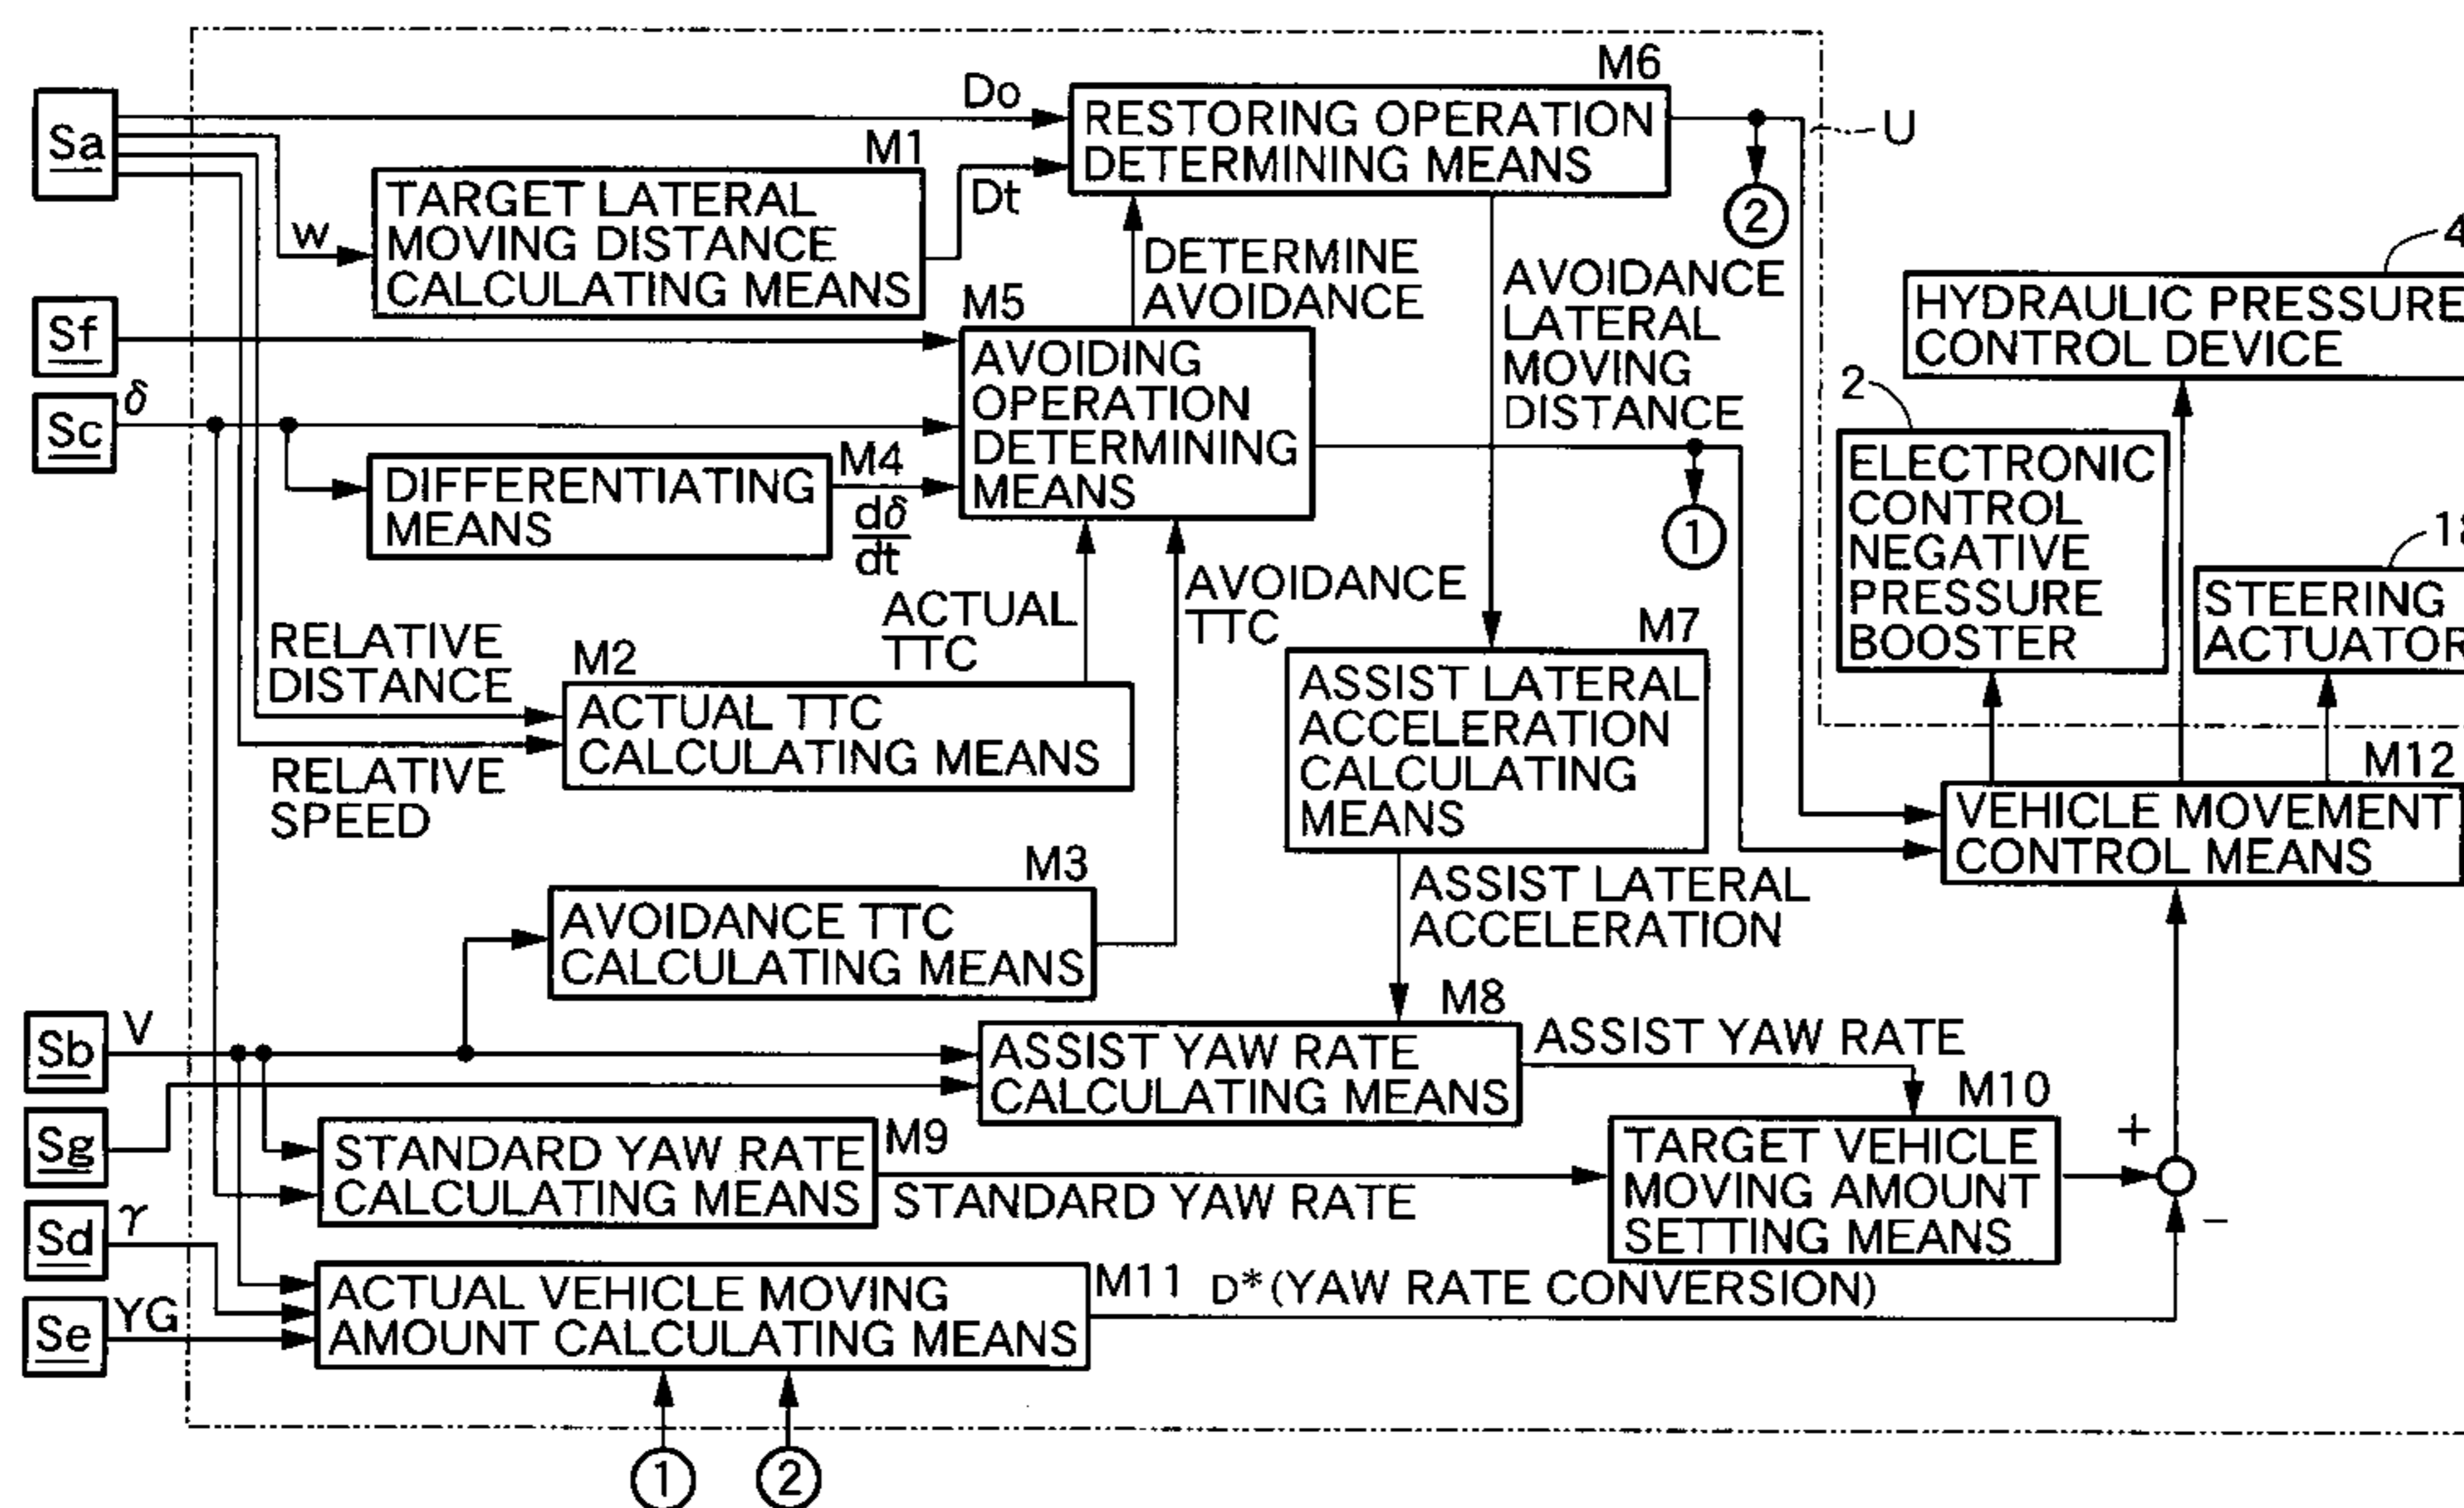 M6
Do
Sa
RESTORING OPERATION
DETERMINING MEANS
U
M1
TARGET LATERAL
MOVING DISTANCE
CALCULATING MEANS
w
Dt
2
DETERMINE
AVOIDANCE
AVOIDANCE
LATERAL
MOVING
DISTANCE
4
HYDRAULIC PRESSURE
CONTROL DEVICE
Sf
M5
AVOIDING
OPERATION
DETERMINING
MEANS
Sc
δ
M4
DIFFERENTIATING
MEANS
dδ
dt
1
2
ELECTRONIC
CONTROL
NEGATIVE
PRESSURE
BOOSTER
18
STEERING
ACTUATOR
ACTUAL
TTC
AVOIDANCE
TTC
RELATIVE
DISTANCE
M2
ACTUAL TTC
CALCULATING MEANS
RELATIVE
SPEED
M7
ASSIST LATERAL
ACCELERATION
CALCULATING
MEANS
M12
VEHICLE MOVEMENT
CONTROL MEANS
M3
AVOIDANCE TTC
CALCULATING MEANS
ASSIST LATERAL
ACCELERATION
Sb
V
M8
ASSIST YAW RATE
CALCULATING MEANS
ASSIST YAW RATE
Sg
M9
STANDARD YAW RATE
CALCULATING MEANS
STANDARD YAW RATE
M10
TARGET VEHICLE
MOVING AMOUNT
SETTING MEANS
+
−
Sd
γ
Se
YG
M11
ACTUAL VEHICLE MOVING
AMOUNT CALCULATING MEANS
D*(YAW RATE CONVERSION)
1
2